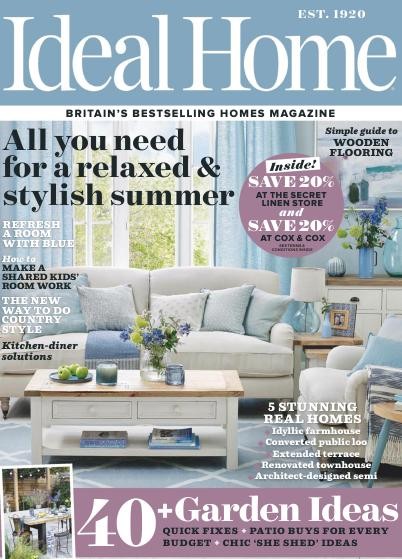 EST. 1920
Ideal Home
BRITAIN'S BESTSELLING HOMES MAGAZINE
All you need
for a relaxed &
stylish summer
Simple guide to
WOODEN
FLOORING
Inside!
SAVE 20%
AT THE SECRET
LINEN STORE
and
SAVE 20%
AT COX & COX
REFRESH
A ROOM
WITH BLUE
How to
MAKE A
SHARED KIDS'
ROOM WORK
THE NEW
WAY TO DO
COUNTRY
STYLE
Kitchen-diner
solutions
5 STUNNING
REAL HOMES
Idyllic farmhouse
Converted public loo
Extended terrace
Renovated townhouse
Architect-designed semi
40+Garden Ideas
QUICK FIXES + PATIO BUYS FOR EVERY
BUDGET + CHIC 'SHE SHED' IDEAS